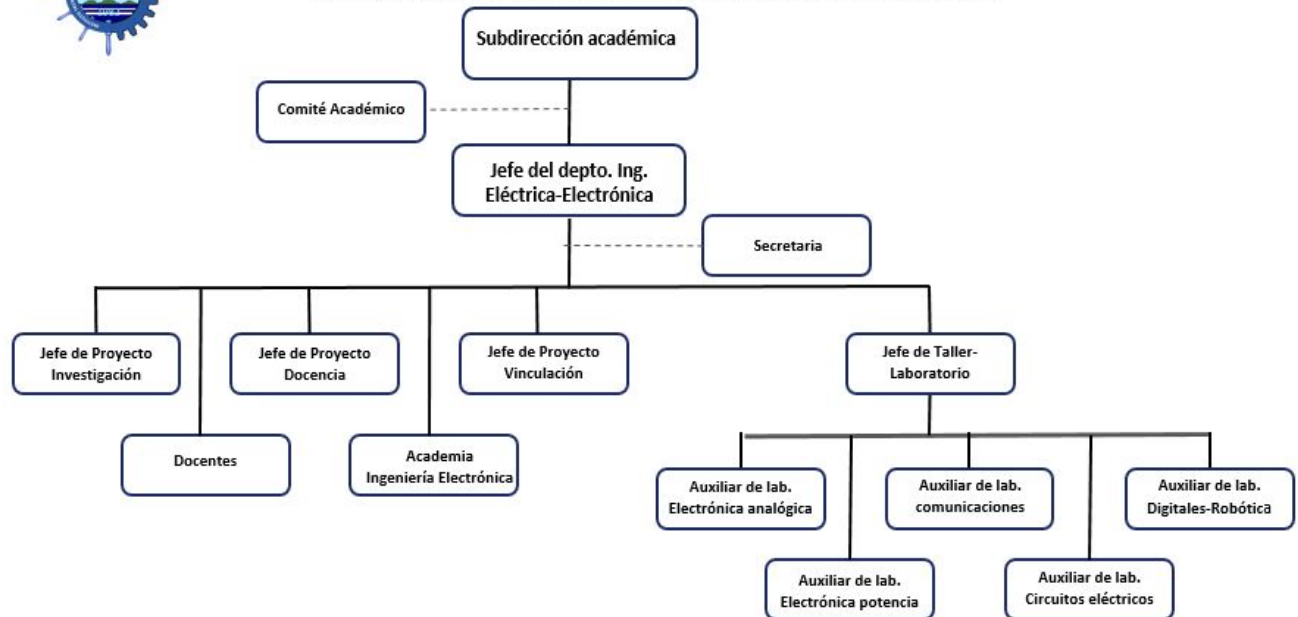 Subdirección académica
Comité Académico
Jefe del depto. Ing.
Eléctrica-Electrónica
Secretaria
Jefe de Proyecto
Investigación
Jefe de Proyecto
Docencia
Jefe de Proyecto
Vinculación
Jefe de Taller-
Laboratorio
Docentes
Academia
Ingeniería Electrónica
Auxiliar de lab.
Electrónica analógica
Auxiliar de lab.
comunicaciones
Auxiliar de lab.
Digitales-Robótica
Auxiliar de lab.
Electrónica potencia
Auxiliar de lab.
Circuitos eléctricos